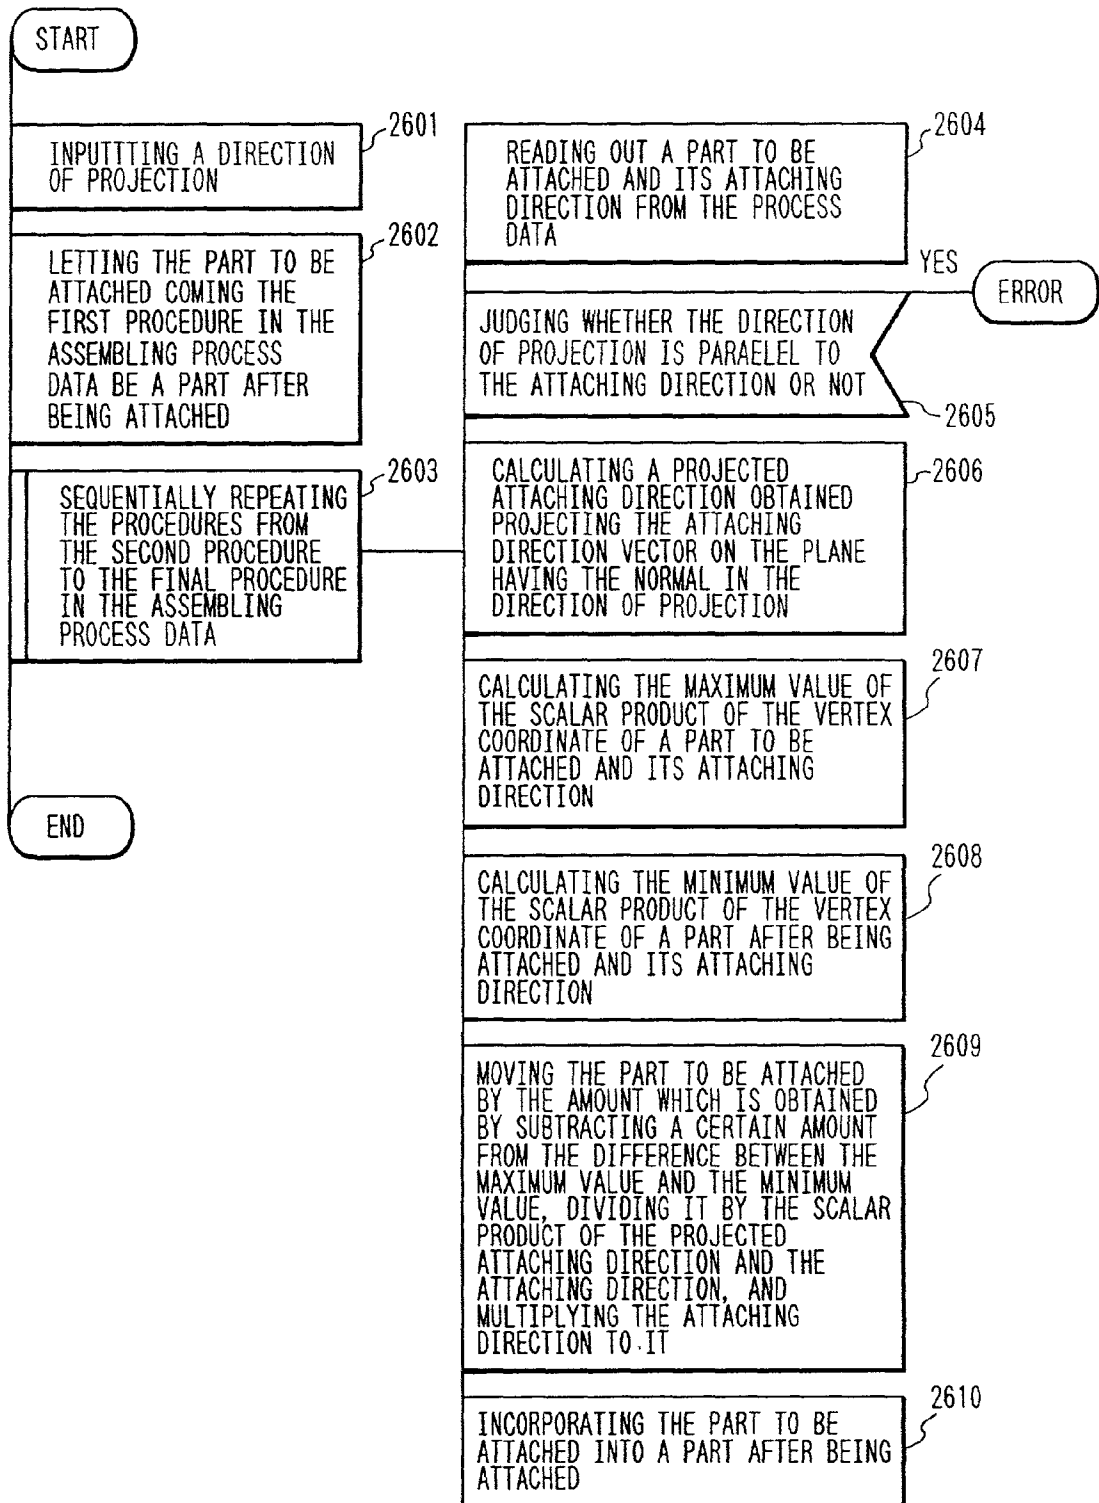 START
2601
INPUTTTING A DIRECTION
OF PROJECTION
2602
LETTING THE PART TO BE
ATTACHED COMING THE
FIRST PROCEDURE IN THE
ASSEMBLING PROCESS
DATA BE A PART AFTER
BEING ATTACHED
2603
SEQUENTIALLY REPEATING
THE PROCEDURES FROM
THE SECOND PROCEDURE
TO THE FINAL PROCEDURE
IN THE ASSEMBLING
PROCESS DATA
END
2604
READING OUT A PART TO BE
ATTACHED AND ITS ATTACHING
DIRECTION FROM THE PROCESS
DATA
YES
ERROR
JUDGING WHETHER THE DIRECTION
OF PROJECTION IS PARAELEL TO
THE ATTACHING DIRECTION OR NOT
2605
2606
CALCULATING A PROJECTED
ATTACHING DIRECTION OBTAINED
PROJECTING THE ATTACHING
DIRECTION VECTOR ON THE PLANE
HAVING THE NORMAL IN THE
DIRECTION OF PROJECTION
2607
CALCULATING THE MAXIMUM VALUE OF
THE SCALAR PRODUCT OF THE VERTEX
COORDINATE OF A PART TO BE
ATTACHED AND ITS ATTACHING
DIRECTION
2608
CALCULATING THE MINIMUM VALUE OF
THE SCALAR PRODUCT OF THE VERTEX
COORDINATE OF A PART AFTER BEING
ATTACHED AND ITS ATTACHING
DIRECTION
2609
MOVING THE PART TO BE ATTACHED
BY THE AMOUNT WHICH IS OBTAINED
BY SUBTRACTING A CERTAIN AMOUNT
FROM THE DIFFERENCE BETWEEN THE
MAXIMUM VALUE AND THE MINIMUM
VALUE, DIVIDING IT BY THE SCALAR
PRODUCT OF THE PROJECTED
ATTACHING DIRECTION AND THE
ATTACHING DIRECTION, AND
MULTIPLYING THE ATTACHING
DIRECTION TO IT
2610
INCORPORATING THE PART TO BE
ATTACHED INTO A PART AFTER BEING
ATTACHED